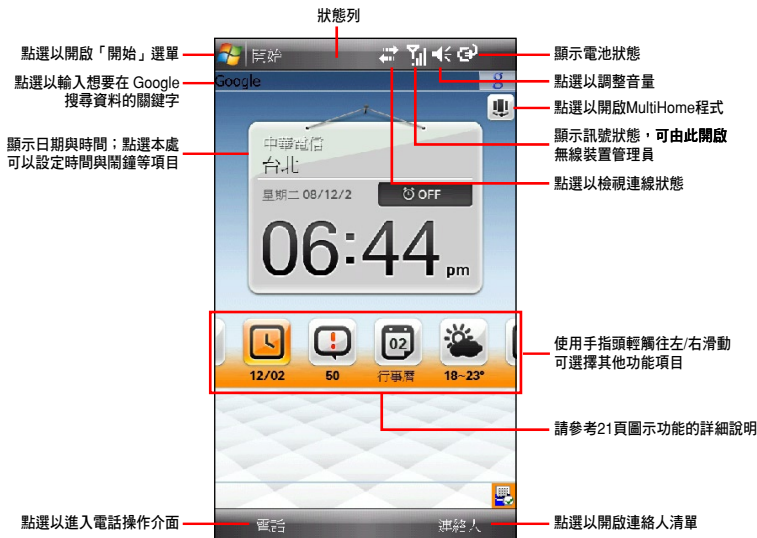 狀態列
點選以開啟「開始」選單
點選以輸入想要在 Google
搜尋資料的關鍵字
顯示日期與時間；點選本處
可以設定時間與鬧鐘等項目
點選以進入電話操作介面
開始
Google
g
中華電信
台北
星期二 08/12/2
OFF
06:44 pm
12/02
50
02
行事曆
18~23°
電話
連絡人
顯示電池狀態
點選以調整音量
點選以開啟MultiHome程式
顯示訊號狀態，可由此開啟
無線裝置管理員
點選以檢視連線狀態
使用手指頭輕觸往左/右滑動
可選擇其他功能項目
請參考21頁圖示功能的詳細說明
點選以開啟連絡人清單